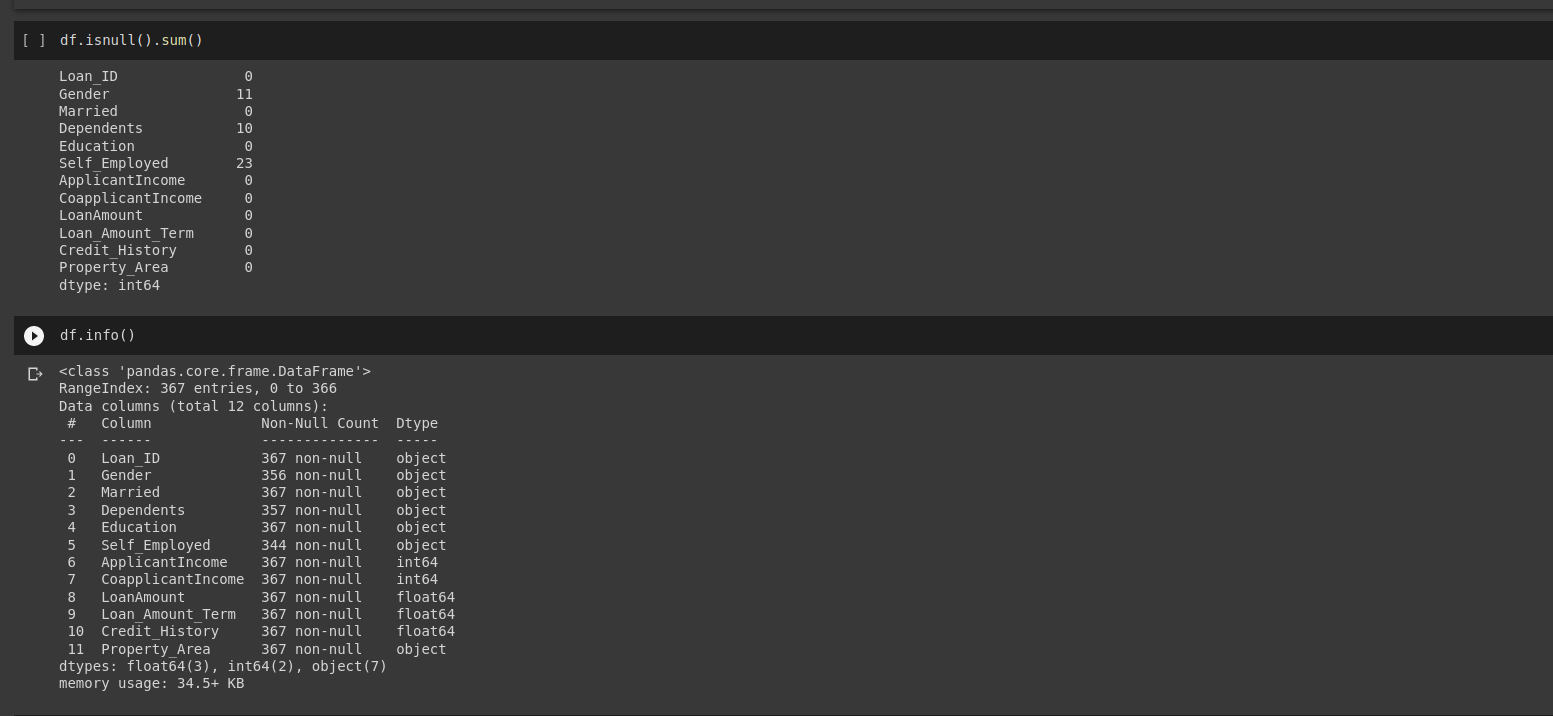 [ ] df.isnull().sum()
Loan_ID               0
Gender               11
Married               0
Dependents           10
Education             0
Self_Employed        23
ApplicantIncome       0
CoapplicantIncome     0
LoanAmount            0
Loan_Amount_Term      0
Credit_History        0
Property_Area         0
dtype: int64
df.info()
<class 'pandas.core.frame.DataFrame'>
RangeIndex: 367 entries, 0 to 366
Data columns (total 12 columns):
 #   Column             Non-Null Count  Dtype
---  ------             --------------  -----
 0   Loan_ID            367 non-null    object
 1   Gender             356 non-null    object
 2   Married            367 non-null    object
 3   Dependents         357 non-null    object
 4   Education          367 non-null    object
 5   Self_Employed      344 non-null    object
 6   ApplicantIncome    367 non-null    int64
 7   CoapplicantIncome  367 non-null    int64
 8   LoanAmount         367 non-null    float64
 9   Loan_Amount_Term   367 non-null    float64
 10  Credit_History     367 non-null    float64
 11  Property_Area      367 non-null    object
dtypes: float64(3), int64(2), object(7)
memory usage: 34.5+ KB